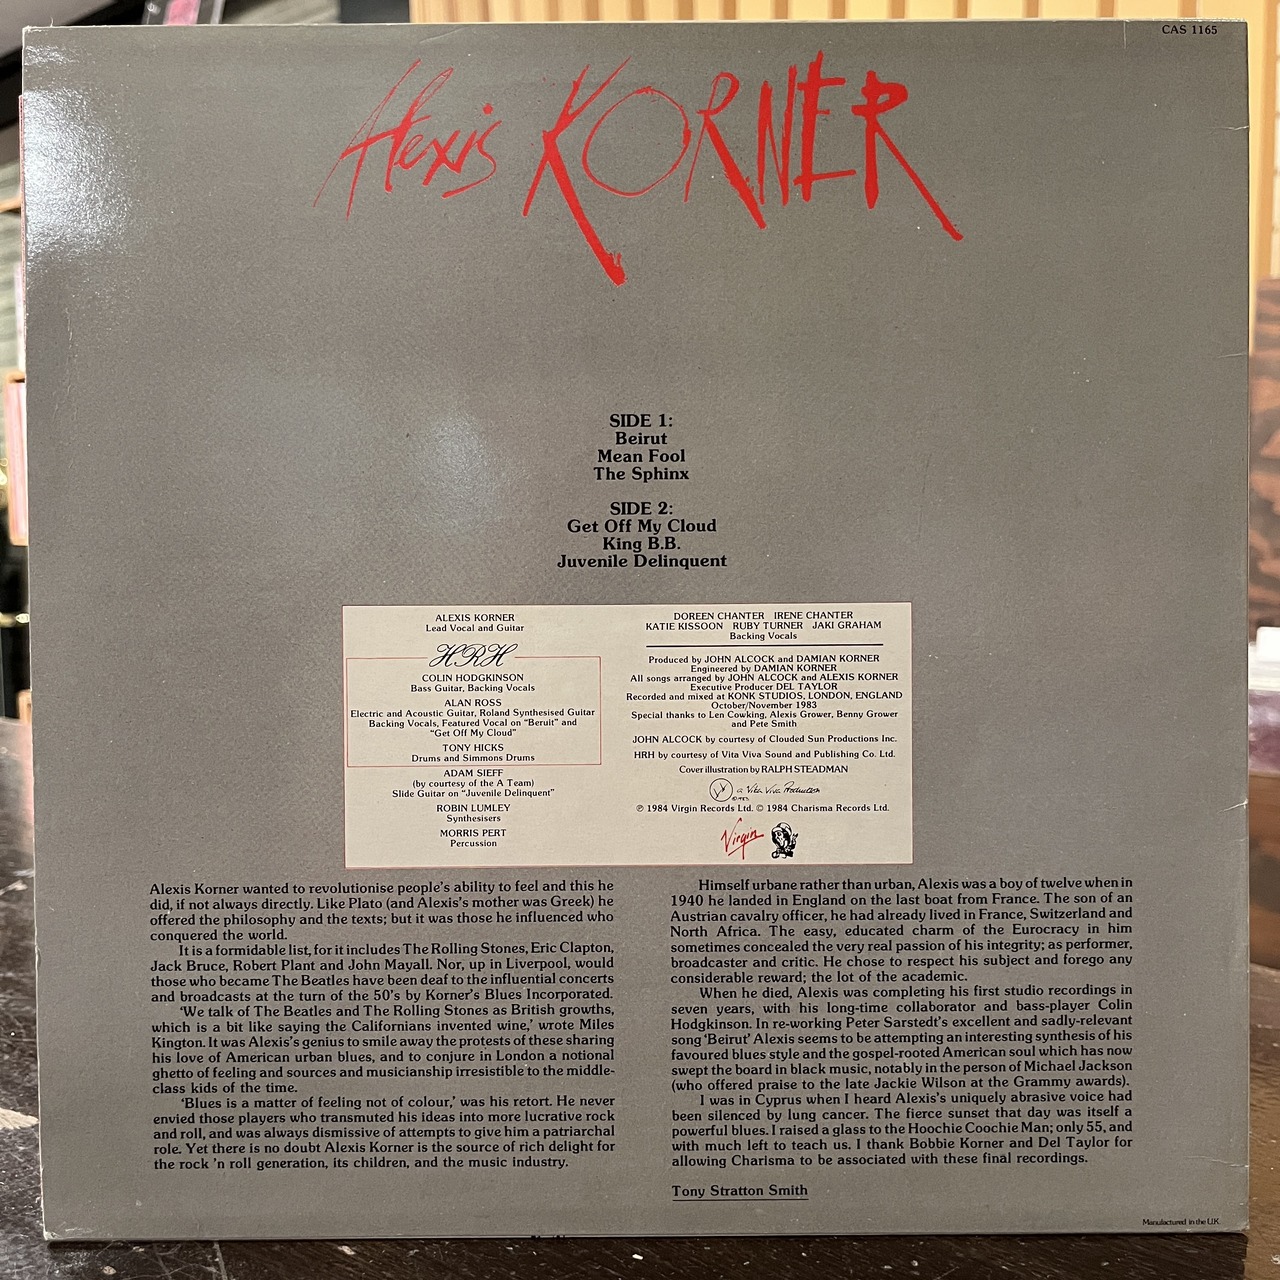 CAS 1165
Alexis KORNER
SIDE 1:
Beirut
Mean Fool
The Sphinx
SIDE 2:
Get Off My Cloud
King B.B.
Juvenile Delinquent
ALEXIS KORNER
Lead Vocal and Guitar
HRH
COLIN HODGKINSON
Bass Guitar, Backing Vocals
ALAN ROSS
Electric and Acoustic Guitar, Roland Synthesised Guitar
Backing Vocals, Featured Vocal on “Beruit” and
“Get Off My Cloud”
TONY HICKS
Drums and Simmons Drums
ADAM SIEFF
(by courtesy of the A Team)
Slide Guitar on “Juvenile Delinquent”
ROBIN LUMLEY
Synthesisers
MORRIS PERT
Percussion
DOREEN CHANTER IRENE CHANTER
KATIE KISSOON RUBY TURNER JAKI GRAHAM
Backing Vocals
Produced by JOHN ALCOCK and DAMIAN KORNER
Engineered by DAMIAN KORNER
All songs arranged by JOHN ALCOCK and ALEXIS KORNER
Executive Producer DEL TAYLOR
Recorded and mixed at KONK STUDIOS, LONDON, ENGLAND
October/November 1983
Special thanks to Len Cowking, Alexis Grower, Benny Grower
and Pete Smith
JOHN ALCOCK by courtesy of Clouded Sun Productions Inc.
HRH by courtesy of Vita Viva Sound and Publishing Co. Ltd.
Cover illustration by RALPH STEADMAN
a Vita Viva Production
©1983
℗ 1984 Virgin Records Ltd. © 1984 Charisma Records Ltd.
Virgin
Alexis Korner wanted to revolutionise people’s ability to feel and this he
did, if not always directly. Like Plato (and Alexis’s mother was Greek) he
offered the philosophy and the texts; but it was those he influenced who
conquered the world.
It is a formidable list, for it includes The Rolling Stones, Eric Clapton,
Jack Bruce, Robert Plant and John Mayall. Nor, up in Liverpool, would
those who became The Beatles have been deaf to the influential concerts
and broadcasts at the turn of the 50’s by Korner’s Blues Incorporated.
‘We talk of The Beatles and The Rolling Stones as British growths,
which is a bit like saying the Californians invented wine,’ wrote Miles
Kington. It was Alexis’s genius to smile away the protests of these sharing
his love of American urban blues, and to conjure in London a notional
ghetto of feeling and sources and musicianship irresistible to the middle-
class kids of the time.
‘Blues is a matter of feeling not of colour,’ was his retort. He never
envied those players who transmuted his ideas into more lucrative rock
and roll, and was always dismissive of attempts to give him a patriarchal
role. Yet there is no doubt Alexis Korner is the source of rich delight for
the rock ’n roll generation, its children, and the music industry.
Himself urbane rather than urban, Alexis was a boy of twelve when in
1940 he landed in England on the last boat from France. The son of an
Austrian cavalry officer, he had already lived in France, Switzerland and
North Africa. The easy, educated charm of the Eurocracy in him
sometimes concealed the very real passion of his integrity; as performer,
broadcaster and critic. He chose to respect his subject and forego any
considerable reward; the lot of the academic.
When he died, Alexis was completing his first studio recordings in
seven years, with his long-time collaborator and bass-player Colin
Hodgkinson. In re-working Peter Sarstedt’s excellent and sadly-relevant
song ‘Beirut’ Alexis seems to be attempting an interesting synthesis of his
favoured blues style and the gospel-rooted American soul which has now
swept the board in black music, notably in the person of Michael Jackson
(who offered praise to the late Jackie Wilson at the Grammy awards).
I was in Cyprus when I heard Alexis’s uniquely abrasive voice had
been silenced by lung cancer. The fierce sunset that day was itself a
powerful blues. I raised a glass to the Hoochie Coochie Man; only 55, and
with much left to teach us. I thank Bobbie Korner and Del Taylor for
allowing Charisma to be associated with these final recordings.
Tony Stratton Smith
Manufactured in the U.K.